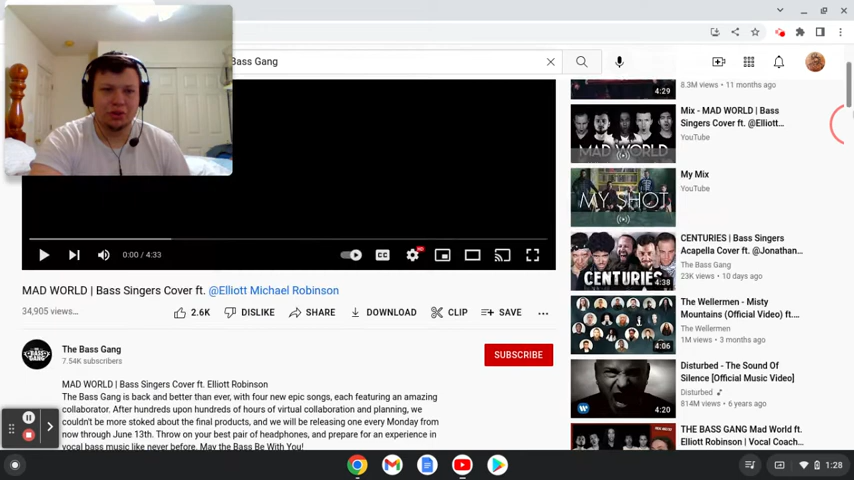 Bass Gang
4:29
8.3M views • 11 months ago
Mix - MAD WORLD | Bass
Singers Cover ft. @Elliott...
YouTube
MAD WORLD
My Mix
YouTube
MY SHOT
0:00 / 4:33
HD
CENTURIES | Bass Singers
Acapella Cover ft. @Jonathan...
The Bass Gang
23K views • 10 days ago
CENTURIES
4:38
MAD WORLD | Bass Singers Cover ft. @Elliott Michael Robinson
34,905 views...
2.6K
DISLIKE
SHARE
DOWNLOAD
CLIP
SAVE
...
The Wellermen - Misty
Mountains (Official Video) ft....
The Wellermen
1M views • 3 months ago
4:06
The Bass Gang
7.54K subscribers
SUBSCRIBE
Disturbed - The Sound Of
Silence [Official Music Video]
Disturbed
814M views • 6 years ago
4:20
MAD WORLD | Bass Singers Cover ft. Elliott Robinson
The Bass Gang is back and better than ever, with four new epic songs, each featuring an amazing
collaborator. After hundreds upon hundreds of hours of virtual collaboration and planning, we
couldn't be more stoked about the final products, and we will be releasing one every Monday from
now through June 13th. Throw on your best pair of headphones, and prepare for an experience in
vocal bass music like never before. May the Bass Be With You!
THE BASS GANG Mad World ft.
Elliott Robinson | Vocal Coach...
1:28